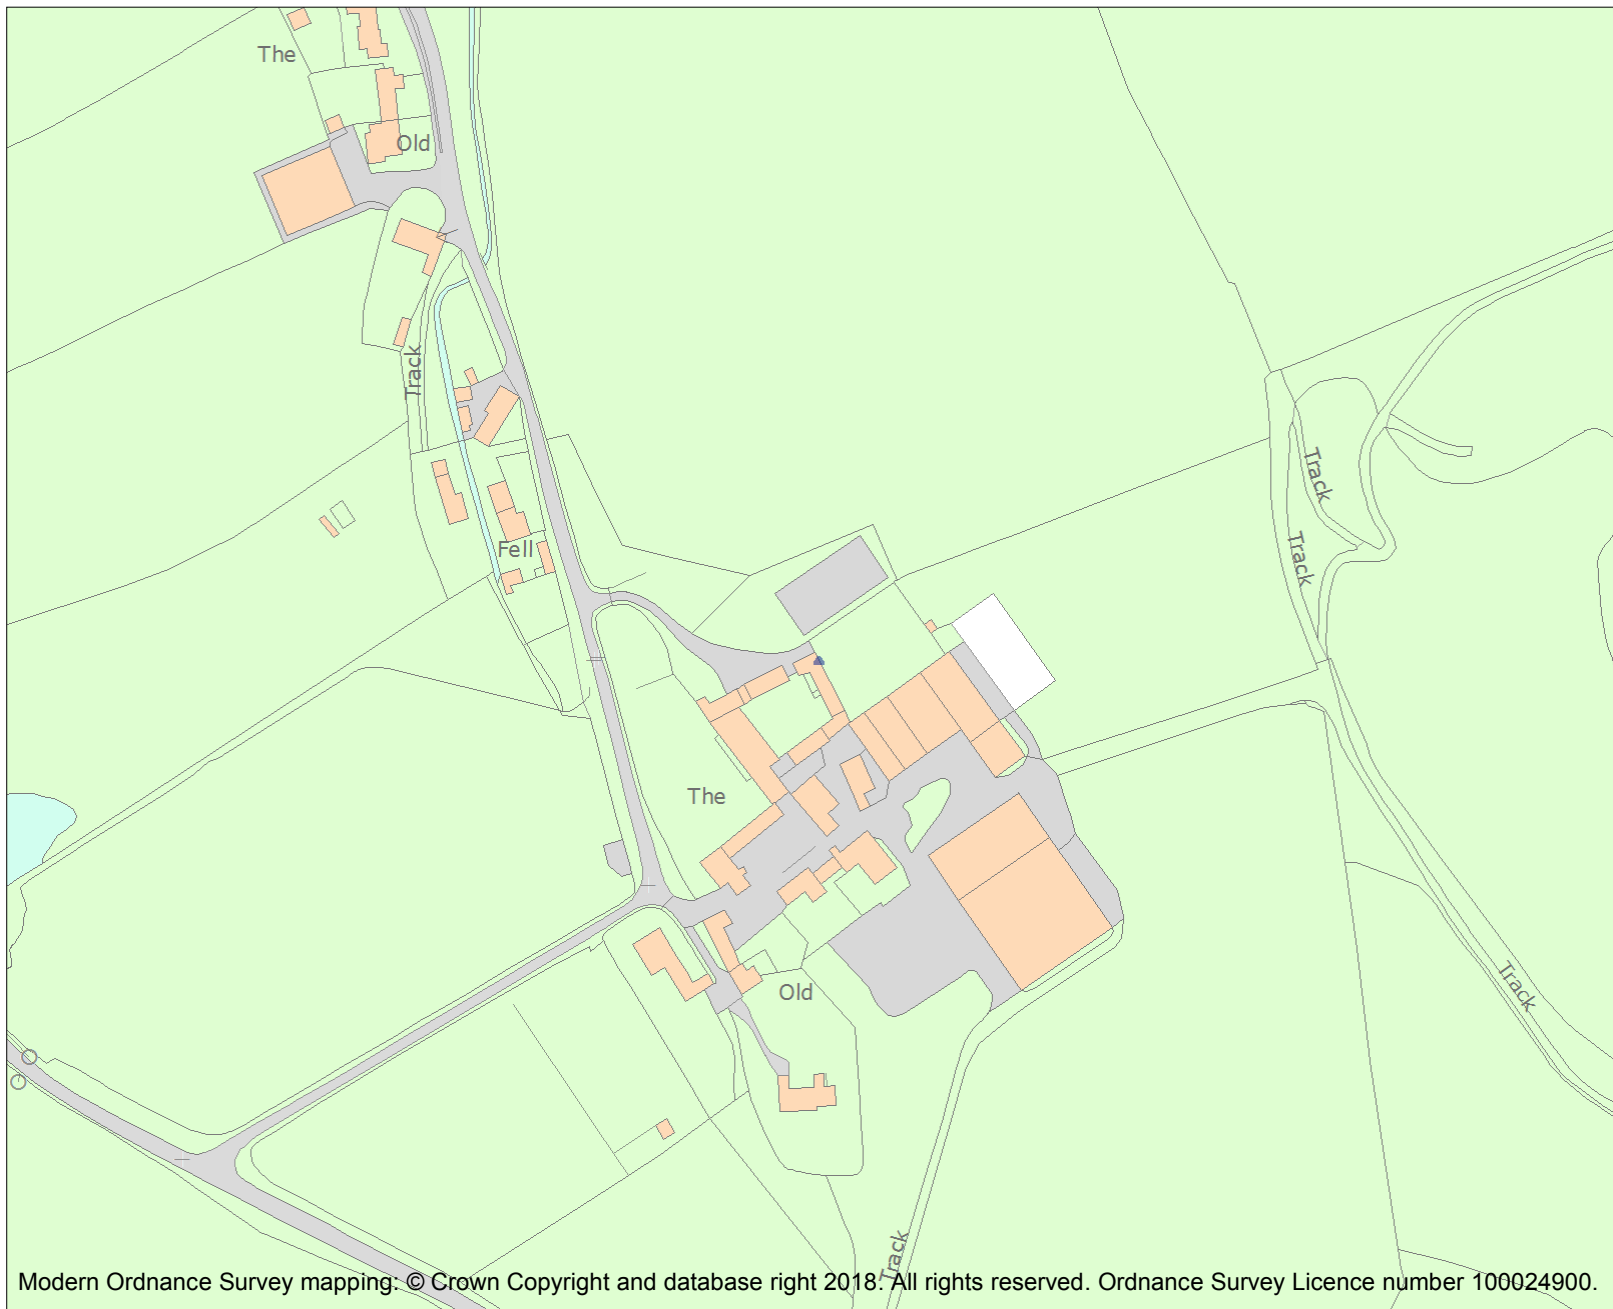 The
Old
Track
Track
Fell
Track
The
Track
Old
Track
Modern Ordnance Survey mapping: © Crown Copyright and database right 2018. All rights reserved. Ordnance Survey Licence number 100024900.